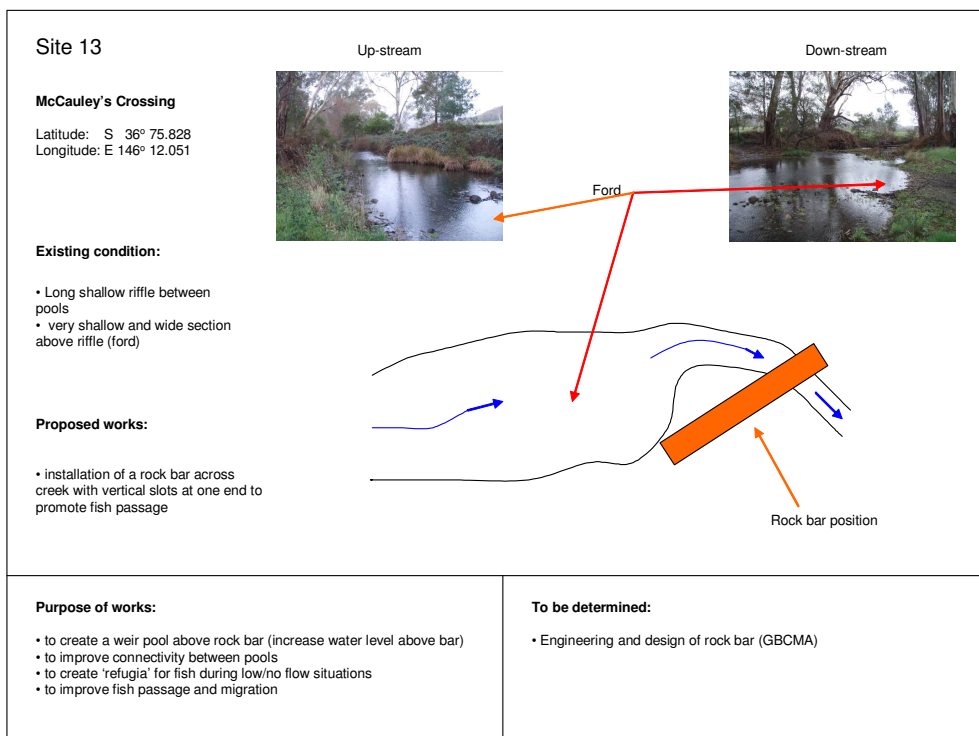 Site 13
Up-stream
Down-stream
McCauley's Crossing
Latitude: S 36º 75.828
Longitude: E 146º 12.051
Ford
Existing condition:
• Long shallow riffle between
pools
• very shallow and wide section
above riffle (ford)
Proposed works:
• installation of a rock bar across
creek with vertical slots at one end to
promote fish passage
Rock bar position
Purpose of works:
• to create a weir pool above rock bar (increase water level above bar)
• to improve connectivity between pools
• to create 'refugia' for fish during low/no flow situations
• to improve fish passage and migration
To be determined:
• Engineering and design of rock bar (GBCMA)